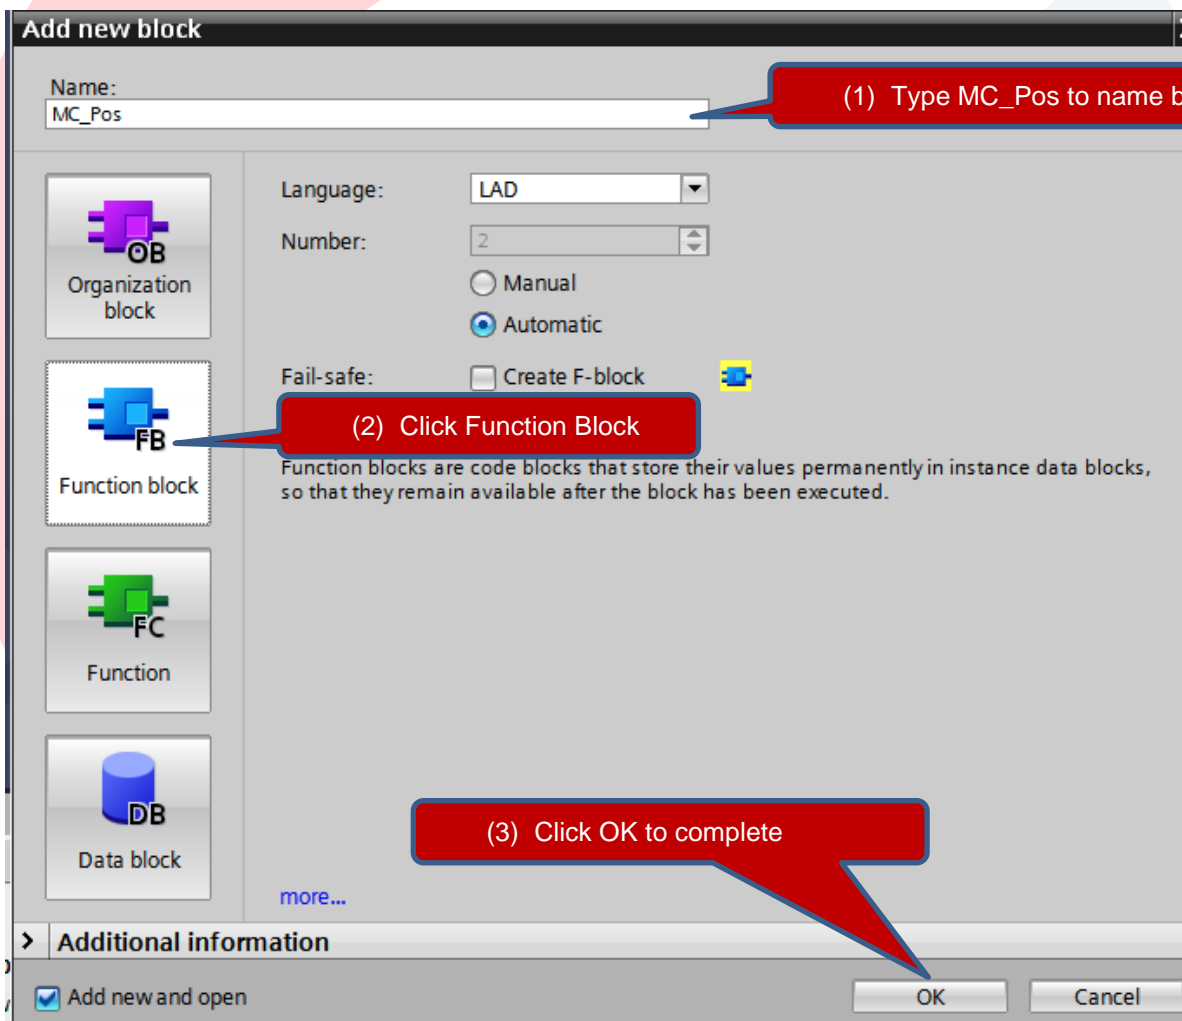 Add new block
Name:
MC_Pos
(1) Type MC_Pos to name
Language:
LAD
Number:
2
Manual
Automatic
Fail-safe:
Create F-block
OB
Organization
block
(2) Click Function Block
FB
Function block
Function blocks are code blocks that store their values permanently in instance data blocks,
so that they remain available after the block has been executed.
FC
Function
DB
Data block
(3) Click OK to complete
more...
> Additional information
Add new and open
OK
Cancel